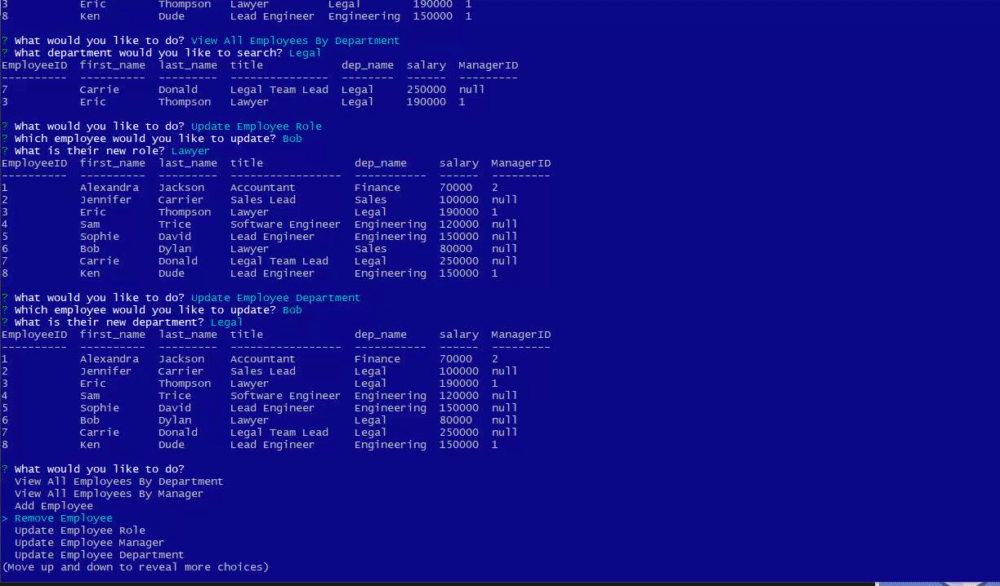 3 Eric Thompson Lawyer Legal 190000 1
8 Ken Dude Lead Engineer Engineering 150000 1
? What would you like to do? View All Employees By Department
? What department would you like to search? Legal
EmployeeID first_name last_name title dep_name salary ManagerID
---------- ---------- --------- --------------- -------- ------ ---------
7 Carrie Donald Legal Team Lead Legal 250000 null
3 Eric Thompson Lawyer Legal 190000 1
? What would you like to do? Update Employee Role
? Which employee would you like to update? Bob
? What is their new role? Lawyer
EmployeeID first_name last_name title dep_name salary ManagerID
---------- ---------- --------- ----------------- ----------- ------ ---------
1 Alexandra Jackson Accountant Finance 70000 2
2 Jennifer Carrier Sales Lead Sales 100000 null
3 Eric Thompson Lawyer Legal 190000 1
4 Sam Trice Software Engineer Engineering 120000 null
5 Sophie David Lead Engineer Engineering 150000 null
6 Bob Dylan Lawyer Sales 80000 null
7 Carrie Donald Legal Team Lead Legal 250000 null
8 Ken Dude Lead Engineer Engineering 150000 1
? What would you like to do? Update Employee Department
? Which employee would you like to update? Bob
? What is their new department? Legal
EmployeeID first_name last_name title dep_name salary ManagerID
---------- ---------- --------- ----------------- ----------- ------ ---------
1 Alexandra Jackson Accountant Finance 70000 2
2 Jennifer Carrier Sales Lead Legal 100000 null
3 Eric Thompson Lawyer Legal 190000 1
4 Sam Trice Software Engineer Engineering 120000 null
5 Sophie David Lead Engineer Engineering 150000 null
6 Bob Dylan Lawyer Legal 80000 null
7 Carrie Donald Legal Team Lead Legal 250000 null
8 Ken Dude Lead Engineer Engineering 150000 1
? What would you like to do?
View All Employees By Department
View All Employees By Manager
Add Employee
> Remove Employee
Update Employee Role
Update Employee Manager
Update Employee Department
(Move up and down to reveal more choices)